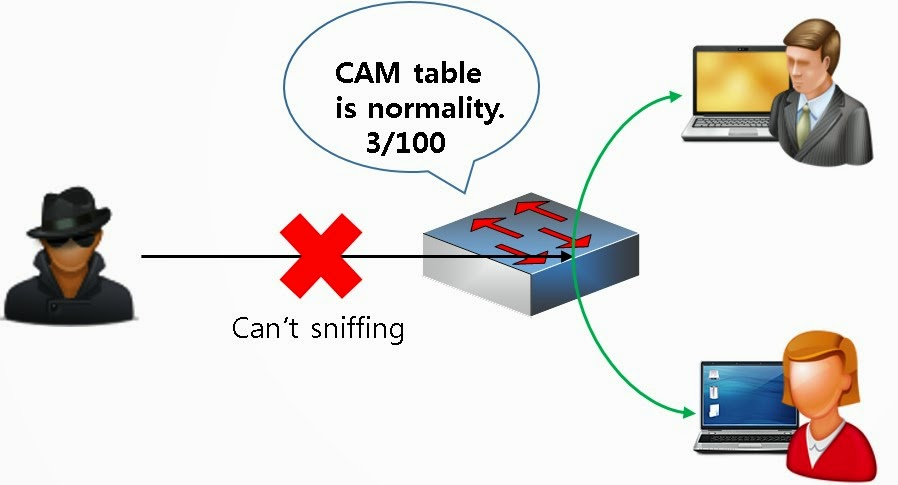 CAM table
is normality.
3/100
Can't sniffing